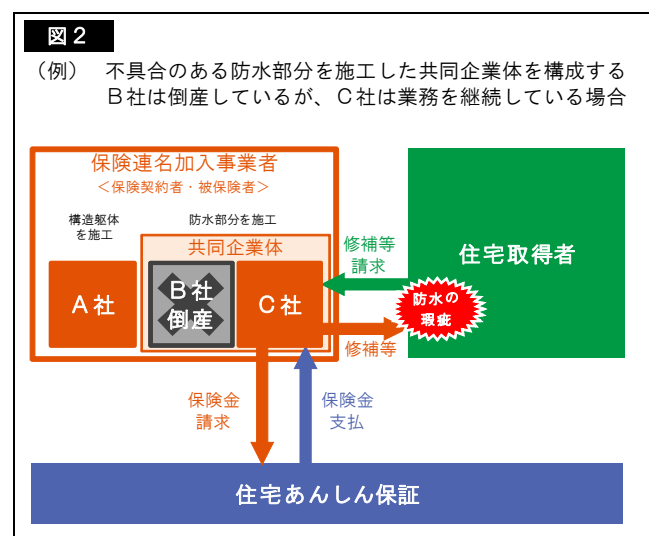 図２
（例） 不具合のある防水部分を施工した共同企業体を構成する
Ｂ社は倒産しているが、Ｃ社は業務を継続している場合
保険連名加入事業者
＜保険契約者・被保険者＞
構造躯体
を施工
防水部分を施工
共同企業体
Ａ社
Ｂ社
倒産
Ｃ社
修補等
請求
修補等
防水の
瑕疵
住宅取得者
保険金
請求
保険金
支払
住宅あんしん保証